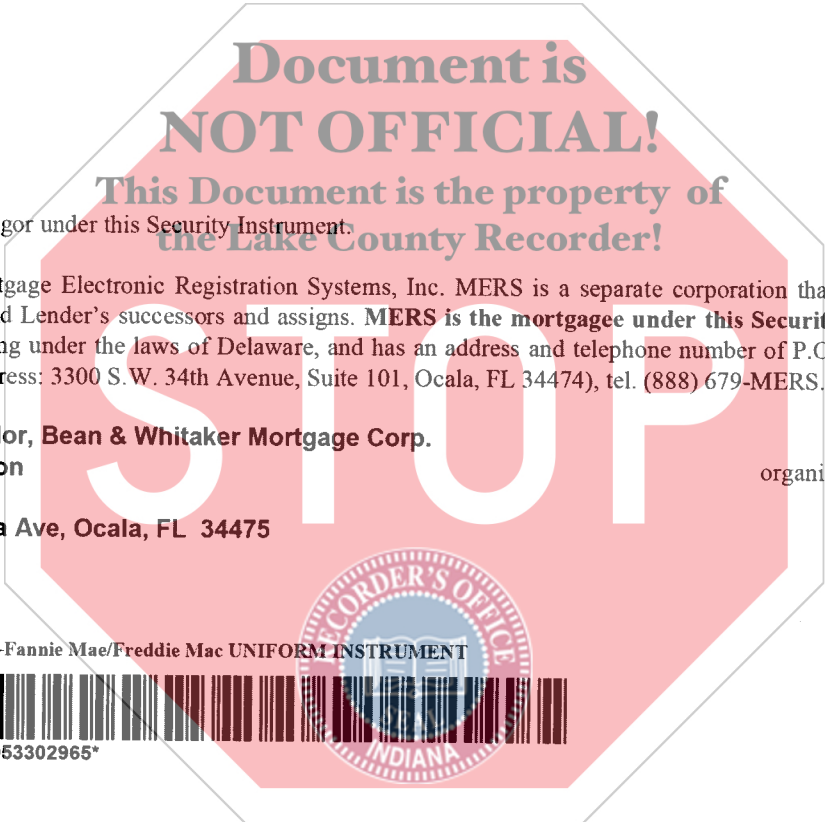 Document is
NOT OFFICIAL!
This Document is the property of
the Lake County Recorder!
gor under this Security Instrument.
tgage Electronic Registration Systems, Inc. MERS is a separate corporation tha
d Lender's successors and assigns. MERS is the mortgagee under this Securit
ng under the laws of Delaware, and has an address and telephone number of P.O
ress: 3300 S.W. 34th Avenue, Suite 101, Ocala, FL 34474), tel. (888) 679-MERS.
STOP
lor, Bean & Whitaker Mortgage Corp.
on organi
a Ave, Ocala, FL 34475
RECORDER'S OFFICE
SEAL
INDIANA
-Fannie Mae/Freddie Mac UNIFORM INSTRUMENT
53302965*